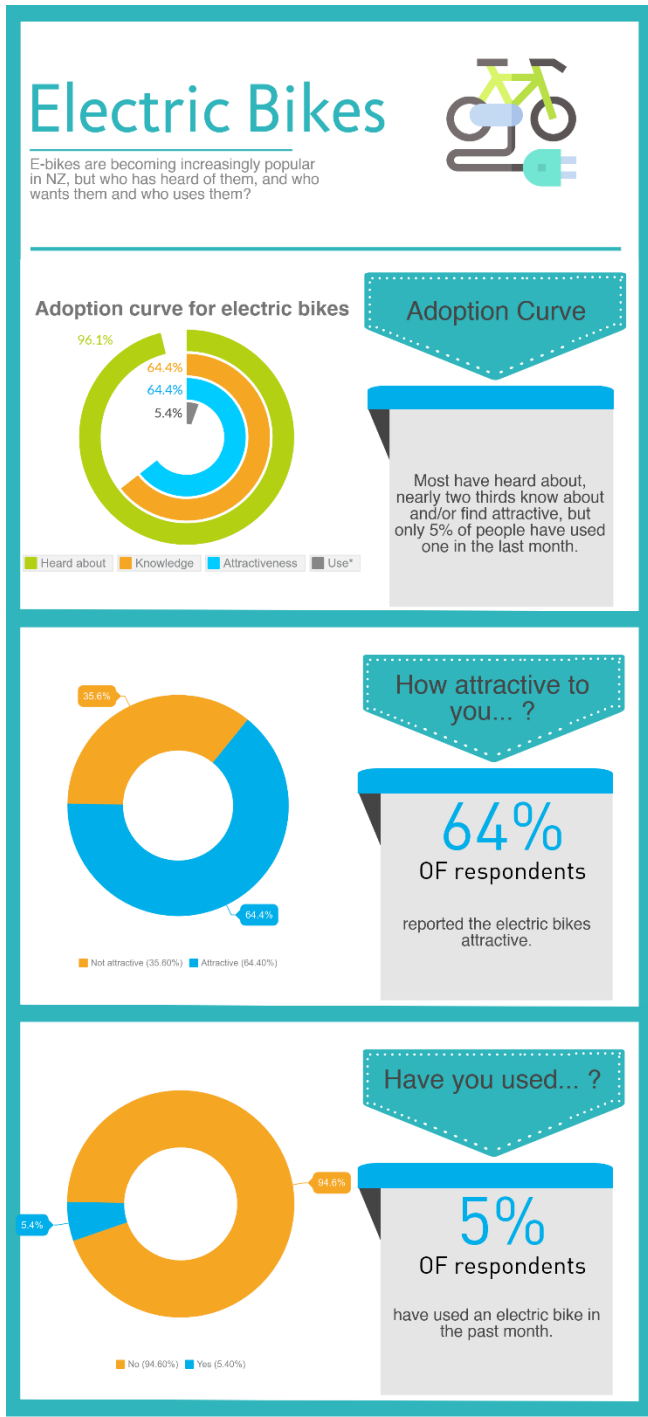 Electric Bikes
E-bikes are becoming increasingly popular
in NZ, but who has heard of them, and who
wants them and who uses them?
Adoption curve for electric bikes
96.1%
64.4%
64.4%
5.4%
Heard about Knowledge Attractiveness Use*
Adoption Curve
Most have heard about,
nearly two thirds know about
and/or find attractive, but
only 5% of people have used
one in the last month.
35.6%
64.4%
Not attractive (35.60%) Attractive (64.40%)
How attractive to
you... ?
64%
OF respondents
reported the electric bikes
attractive.
94.6%
5.4%
No (94.60%) Yes (5.40%)
Have you used... ?
5%
OF respondents
have used an electric bike in
the past month.